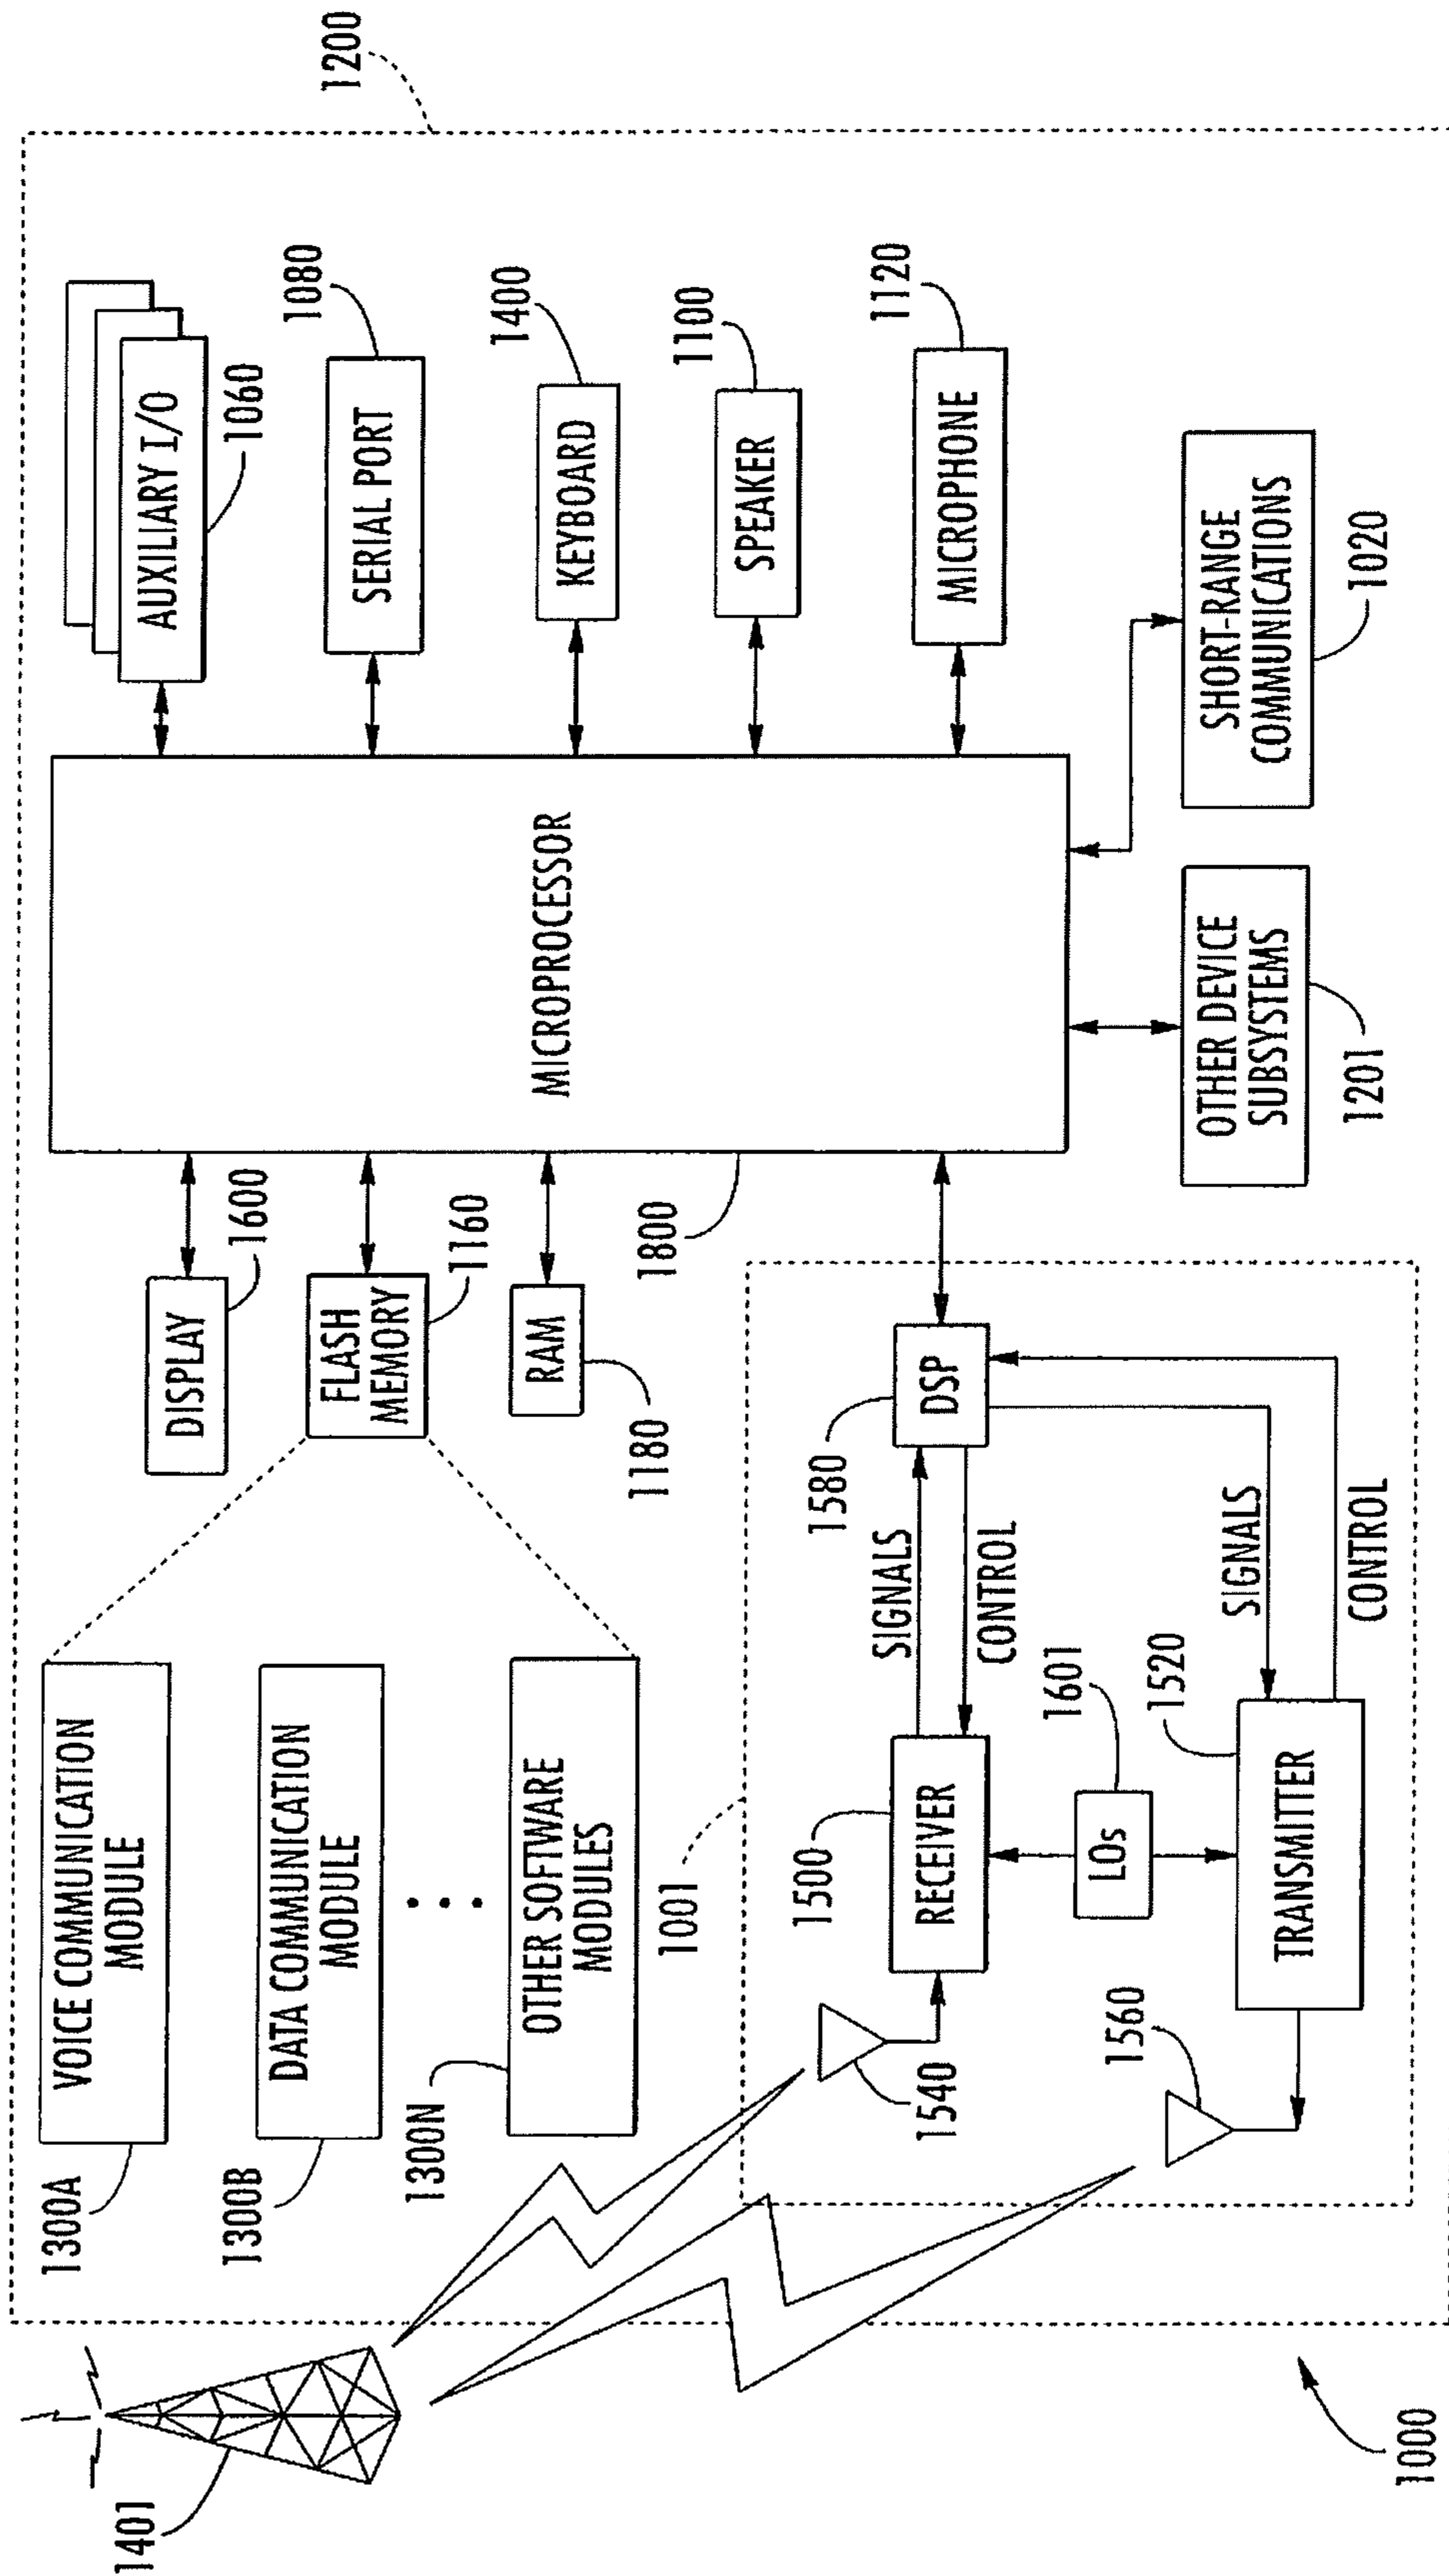 1200
AUXILIARY I/O
1060
SERIAL PORT
1080
KEYBOARD
1400
SPEAKER
1100
MICROPHONE
1120
SHORT-RANGE
COMMUNICATIONS
1020
OTHER DEVICE
SUBSYSTEMS
1201
MICROPROCESSOR
1800
DISPLAY
1600
FLASH
MEMORY
1160
RAM
1180
VOICE COMMUNICATION
MODULE
1300A
DATA COMMUNICATION
MODULE
1300B
OTHER SOFTWARE
MODULES
1300N
1001
DSP
1580
SIGNALS
CONTROL
RECEIVER
1500
1540
LOs
1601
SIGNALS
CONTROL
TRANSMITTER
1520
1560
1401
1000